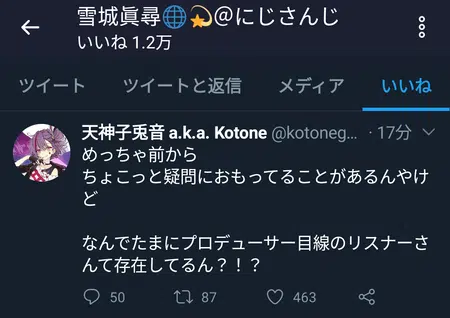 雪城眞尋🌐💫@にじさんじ
いいね 1.2万
ツイート ツイートと返信 メディア いいね
天神子兎音 a.k.a. Kotone @kotoneg... · 17分
めっちゃ前から
ちょこっと疑問におもってることがあるんやけ
ど
なんでたまにプロデューサー目線のリスナーさ
んて存在してるん？！？
50 87 463